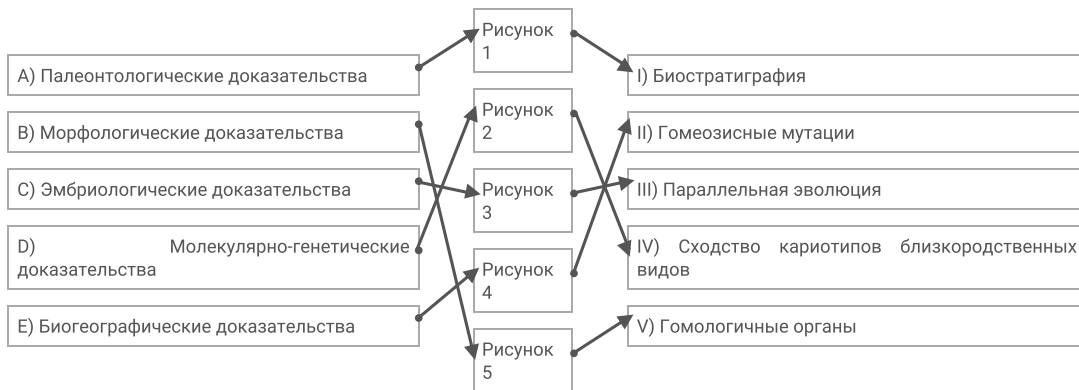 А) Палеонтологические доказательства
В) Морфологические доказательства
С) Эмбриологические доказательства
D) Молекулярно-генетические
доказательства
Е) Биогеографические доказательства
Рисунок
1
Рисунок
2
Рисунок
3
Рисунок
4
Рисунок
5
I) Биостратиграфия
II) Гомеозисные мутации
III) Параллельная эволюция
IV) Сходство кариотипов близкородственных
видов
V) Гомологичные органы